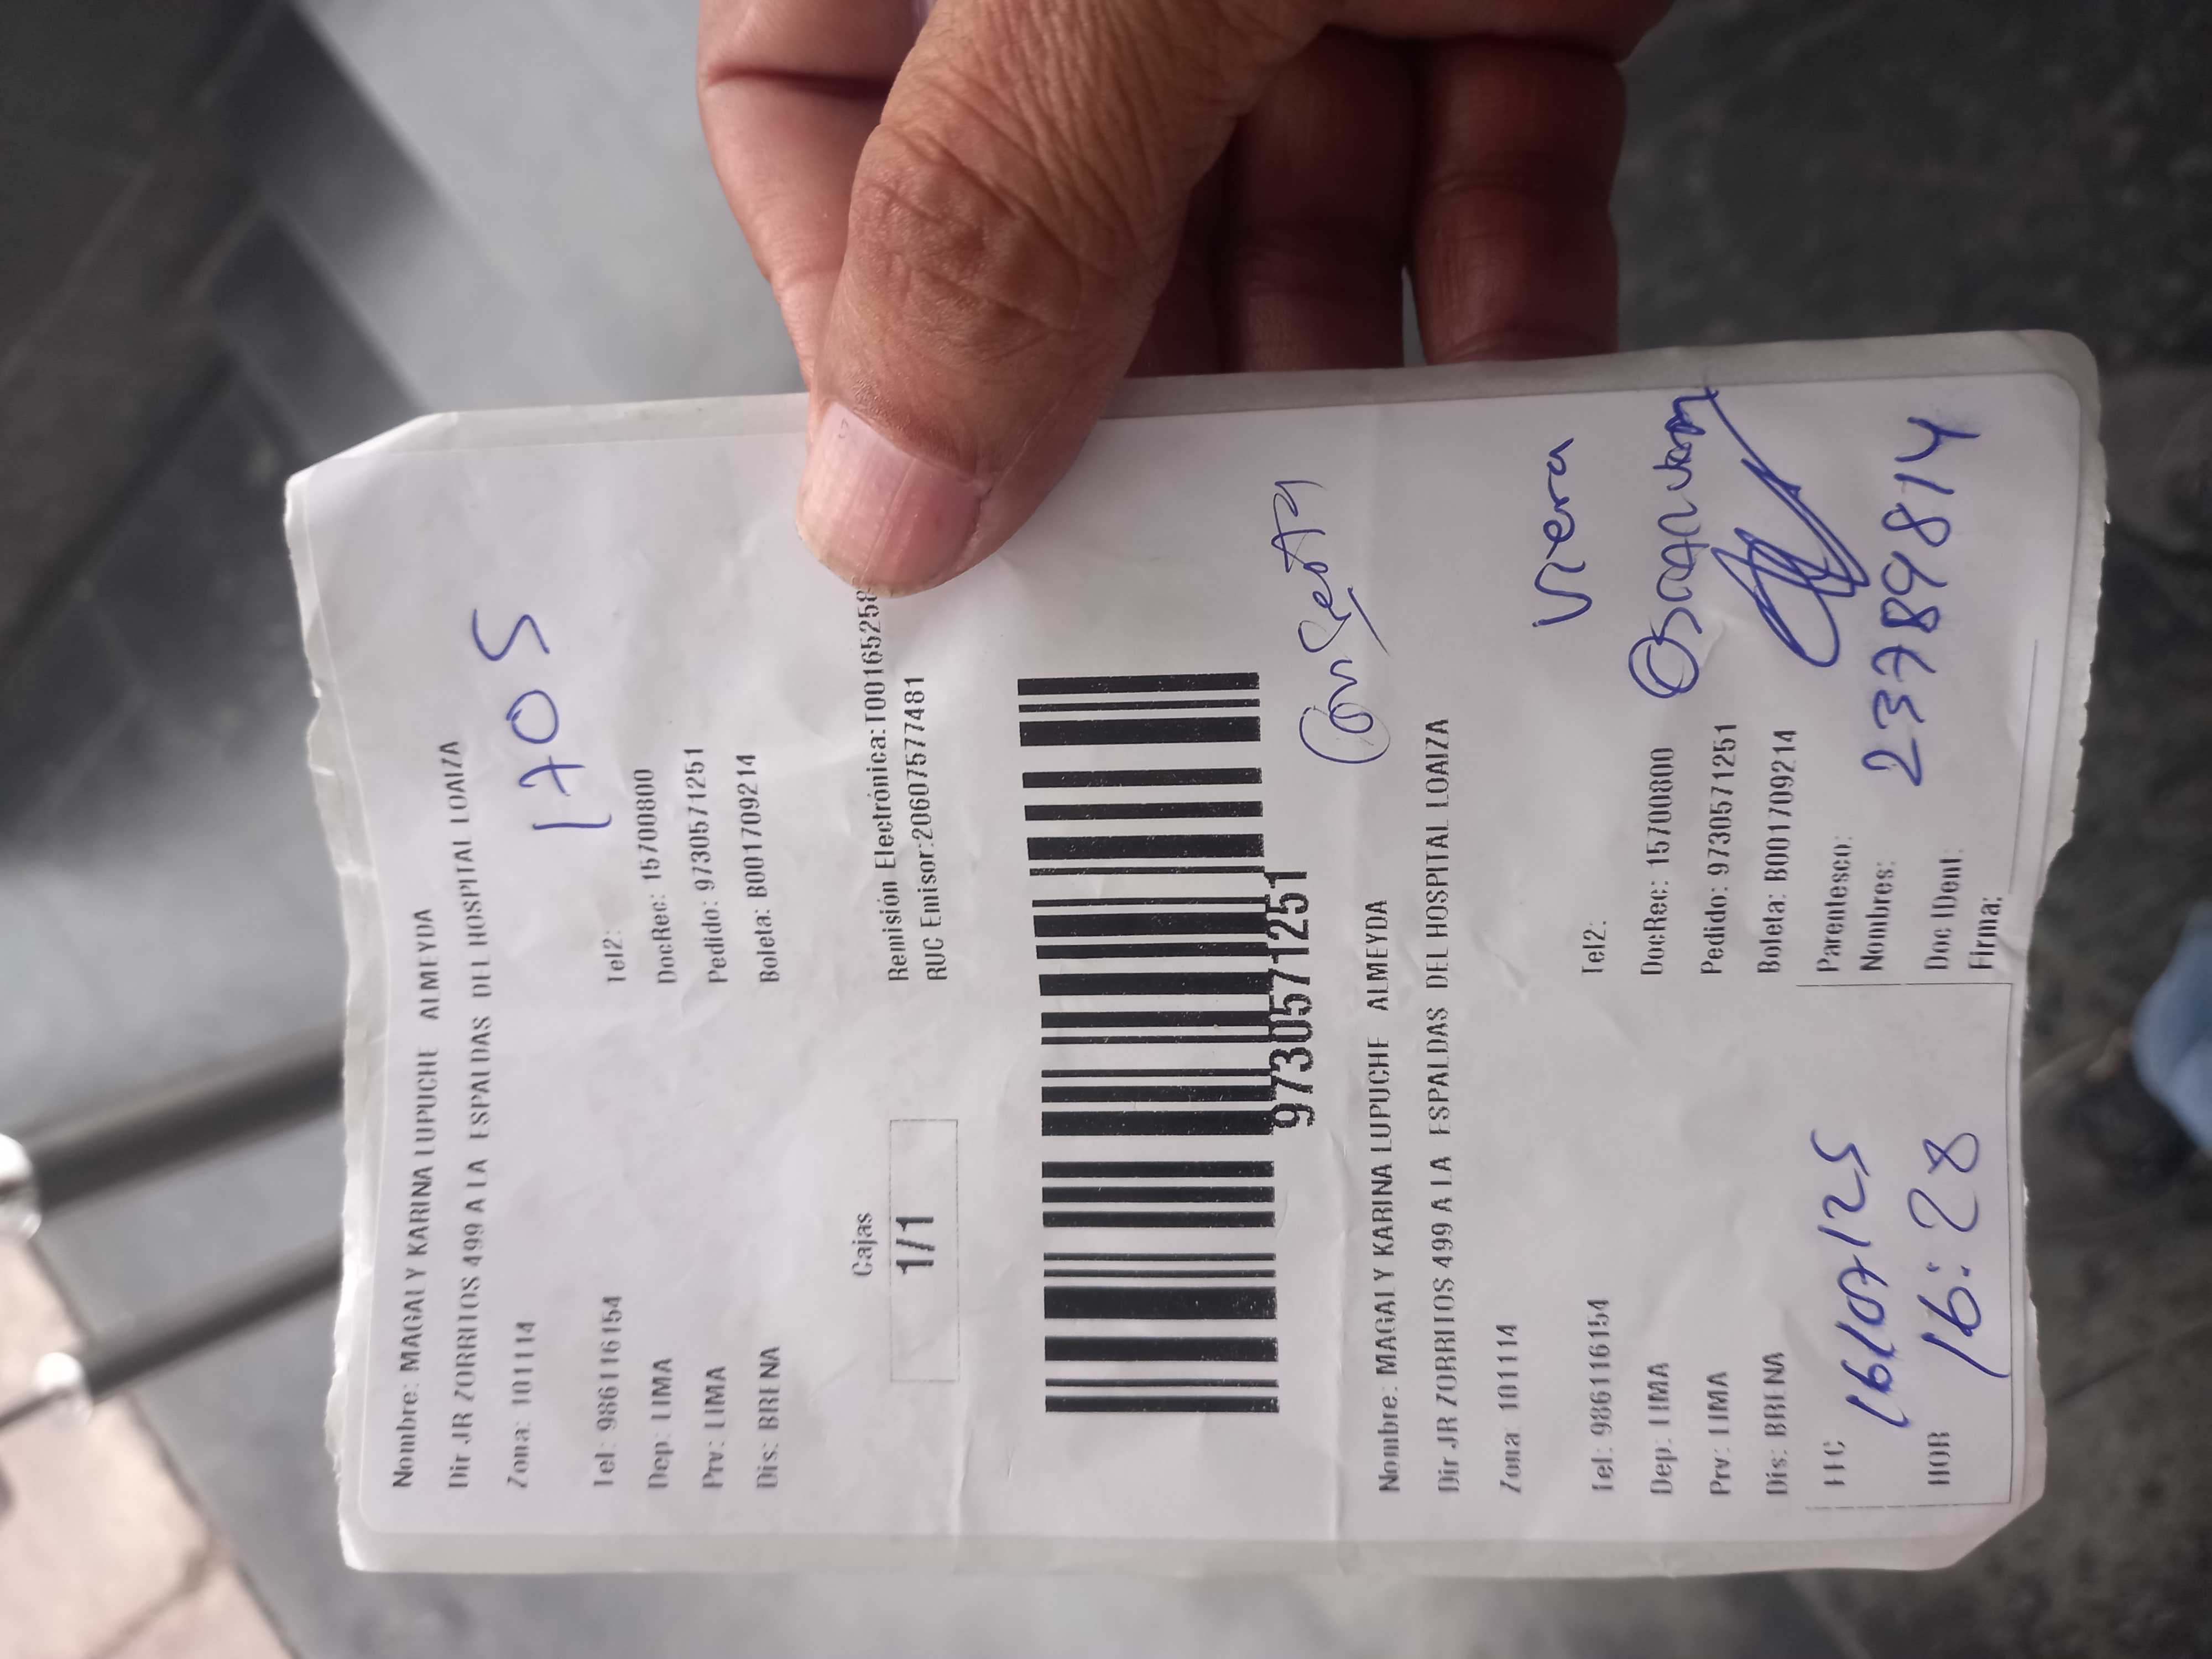 Nombre: MAGALY KARINA LUPUCHE ALMEYDA
Dir JR ZORRITOS 499 A LA ESPALDAS DEL HOSPITAL LOAIZA
Zona: 101114
1705
Tel: 986116154 Tel2:
Dep: LIMA DocRec: 15700800
Prv: LIMA Pedido: 9730571251
Dis: BRENA Boleta: B001709214
Cajas
1/1
Remisión Electrónica:T00165258
RUC Emisor:20607577481
9730571251
Nombre: MAGALY KARINA LUPUCHE ALMEYDA
Dir JR ZORRITOS 499 A LA ESPALDAS DEL HOSPITAL LOAIZA
Zona: 101114
Viera
Tel: 986116154 Tel2:
Dep: LIMA DocRec: 15700800
Prv: LIMA Pedido: 9730571251
Dis: BRENA Boleta: B001709214
FEC 16/07/25
HOR 16:28
Parentesco:
Nombres:
23789814
Doc IDent:
Firma: